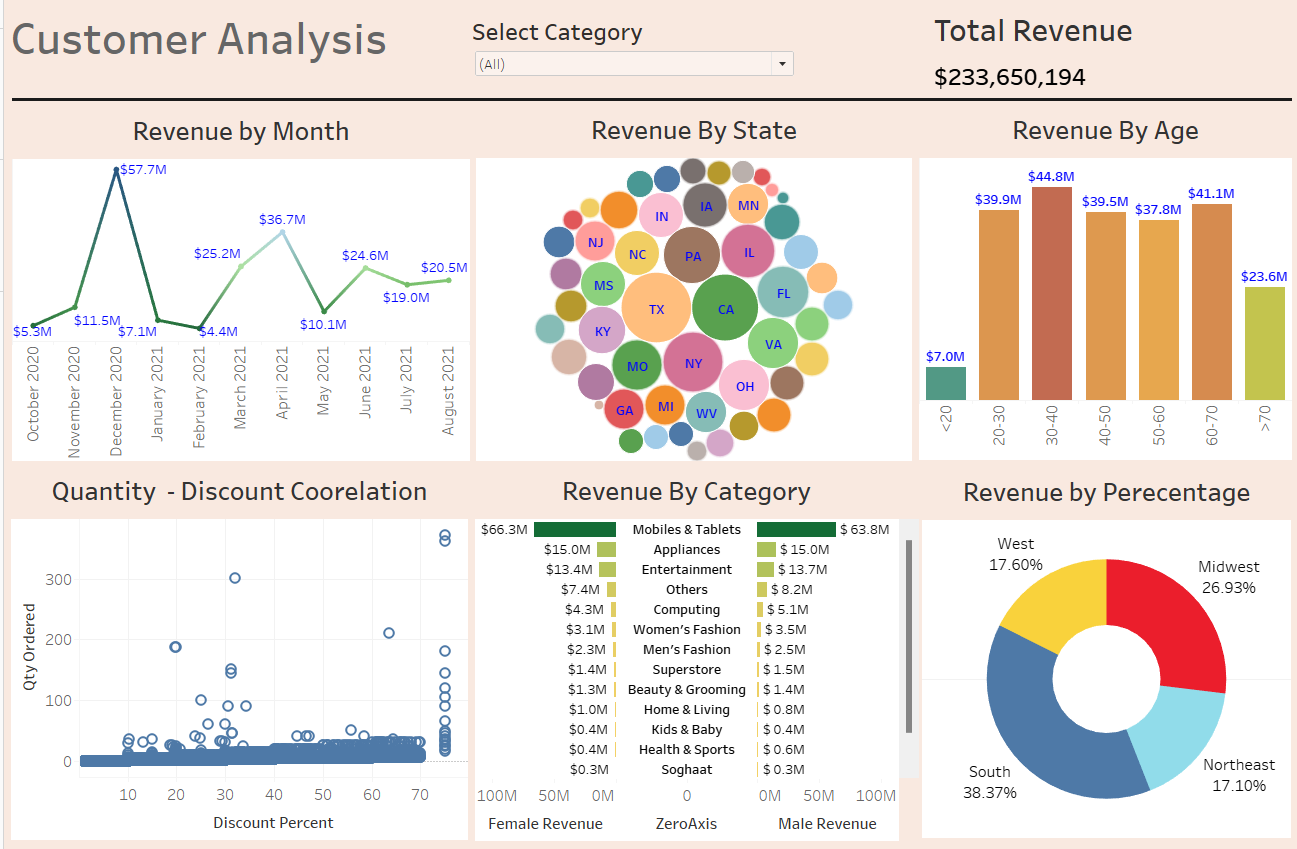 Customer Analysis
Select Category
(All)
Total Revenue
$233,650,194
Revenue by Month
$57.7M
$36.7M
$25.2M
$24.6M
$20.5M
$19.0M
$11.5M
$10.1M
$5.3M
$7.1M
$4.4M
October 2020
November 2020
December 2020
January 2021
February 2021
March 2021
April 2021
May 2021
June 2021
July 2021
August 2021
Revenue By State
IA
MN
IN
NJ
NC
PA
IL
MS
FL
TX
CA
KY
VA
MO
NY
OH
GA
MI
WV
Revenue By Age
$7.0M
$39.9M
$44.8M
$39.5M
$37.8M
$41.1M
$23.6M
<20
20-30
30-40
40-50
50-60
60-70
>70
Quantity - Discount Coorelation
Qty Ordered
300
200
100
0
10 20 30 40 50 60 70
Discount Percent
Revenue By Category
$66.3M Mobiles & Tablets $ 63.8M
$15.0M Appliances $ 15.0M
$13.4M Entertainment $ 13.7M
$7.4M Others $ 8.2M
$4.3M Computing $ 5.1M
$3.1M Women's Fashion $ 3.5M
$2.3M Men's Fashion $ 2.5M
$1.4M Superstore $ 1.5M
$1.3M Beauty & Grooming $ 1.4M
$1.0M Home & Living $ 0.8M
$0.4M Kids & Baby $ 0.4M
$0.4M Health & Sports $ 0.6M
$0.3M Soghaat $ 0.3M
100M 50M 0M 0 0M 50M 100M
Female Revenue ZeroAxis Male Revenue
Revenue by Perecentage
West
17.60%
Midwest
26.93%
South
38.37%
Northeast
17.10%